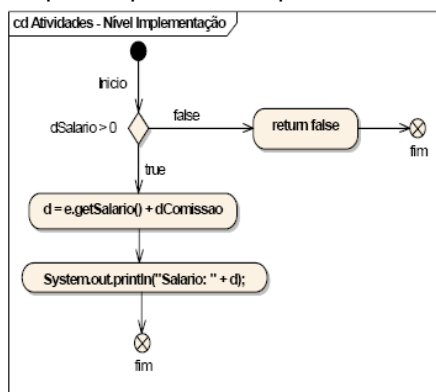 cd Atividades - Nível Implementação
Inicio
dSalario > 0
false
return false
fim
true
d = e.getSalario() + dComissao
System.out.println("Salario: " + d);
fim